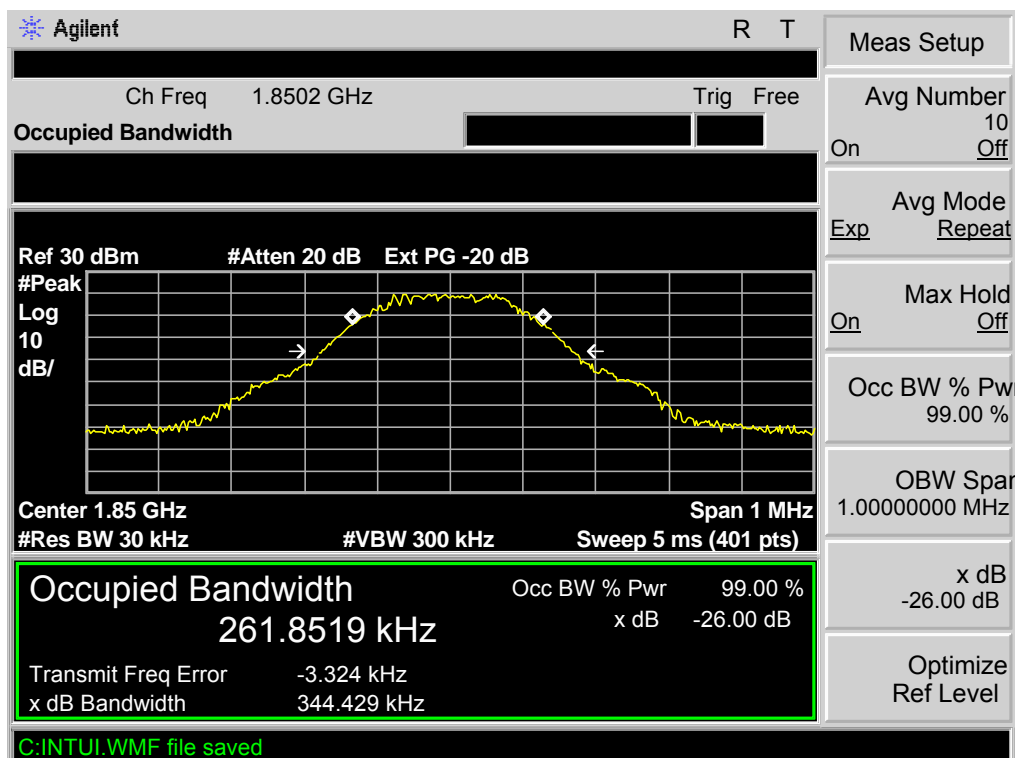 Agilent R T
Ch Freq 1.8502 GHz Trig Free
Occupied Bandwidth
Ref 30 dBm #Atten 20 dB Ext PG -20 dB
#Peak
Log
10
dB/
Center 1.85 GHz Span 1 MHz
#Res BW 30 kHz #VBW 300 kHz Sweep 5 ms (401 pts)
Occupied Bandwidth Occ BW % Pwr 99.00 %
261.8519 kHz x dB -26.00 dB
Transmit Freq Error -3.324 kHz
x dB Bandwidth 344.429 kHz
C:INTUI.WMF file saved
Meas Setup
Avg Number
10
On Off
Avg Mode
Exp Repeat
Max Hold
On Off
Occ BW % Pwr
99.00 %
OBW Span
1.00000000 MHz
x dB
-26.00 dB
Optimize
Ref Level